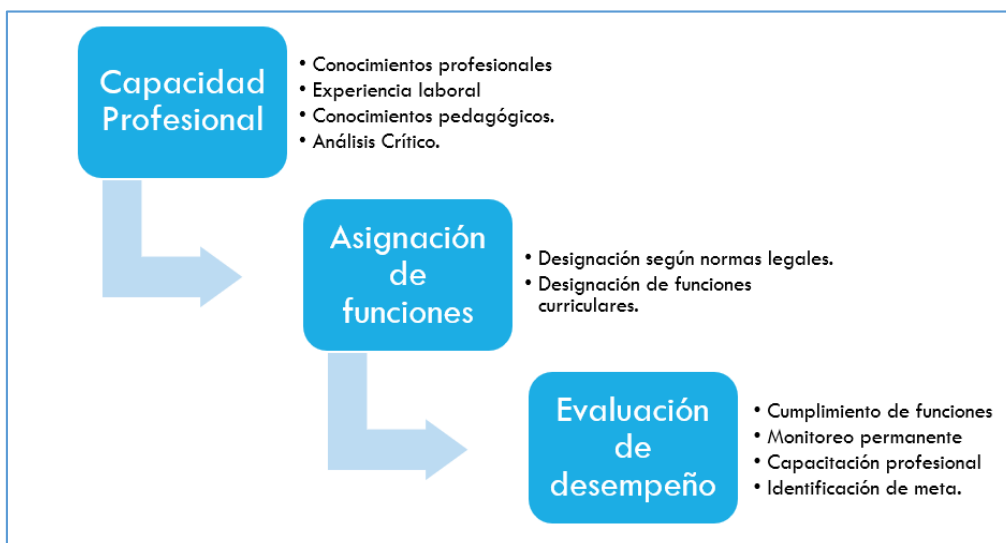 Capacidad
Profesional
• Conocimientos profesionales
• Experiencia laboral
• Conocimientos pedagógicos.
• Análisis Crítico.
Asignación
de
funciones
• Designación según normas legales.
• Designación de funciones
curriculares.
Evaluación
de
desempeño
• Cumplimiento de funciones
• Monitoreo permanente
• Capacitación profesional
• Identificación de meta.